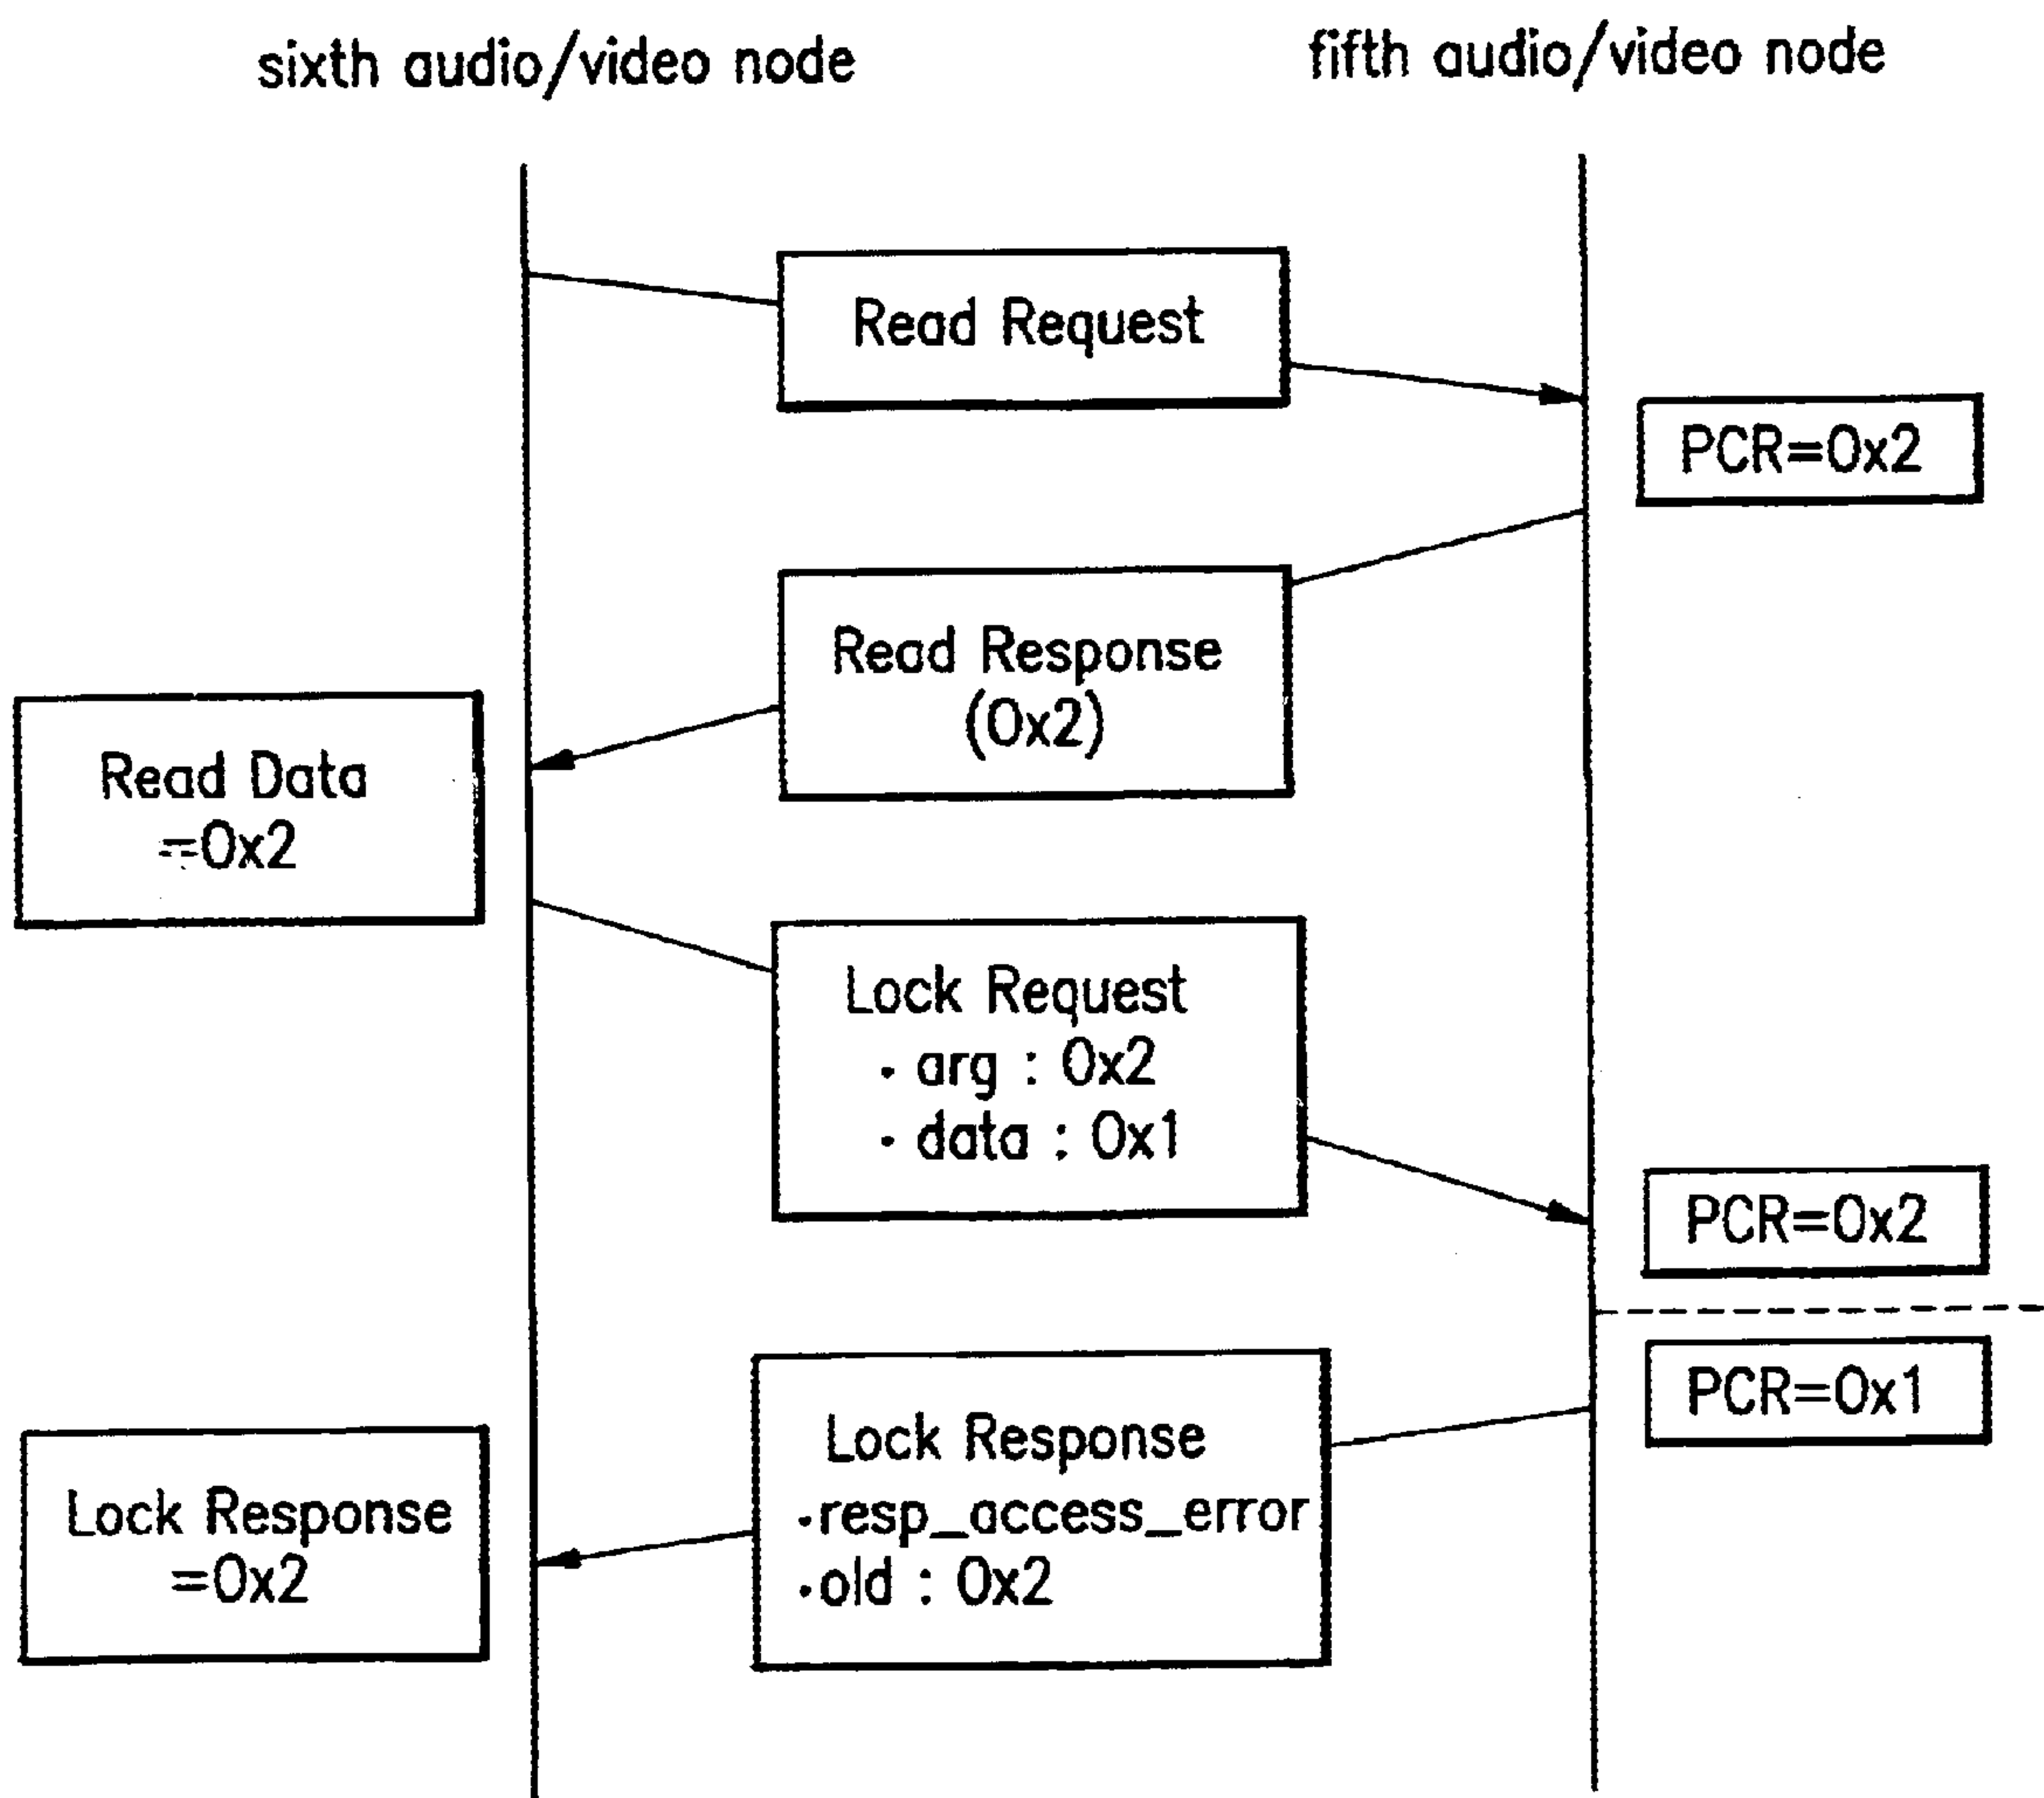 sixth audio/video node
fifth audio/video node
Read Request
PCR=0x2
Read Response
(0x2)
Read Data
=0x2
Lock Request
· arg : 0x2
· data : 0x1
PCR=0x2
PCR=0x1
Lock Response
·resp_access_error
·old : 0x2
Lock Response
=0x2